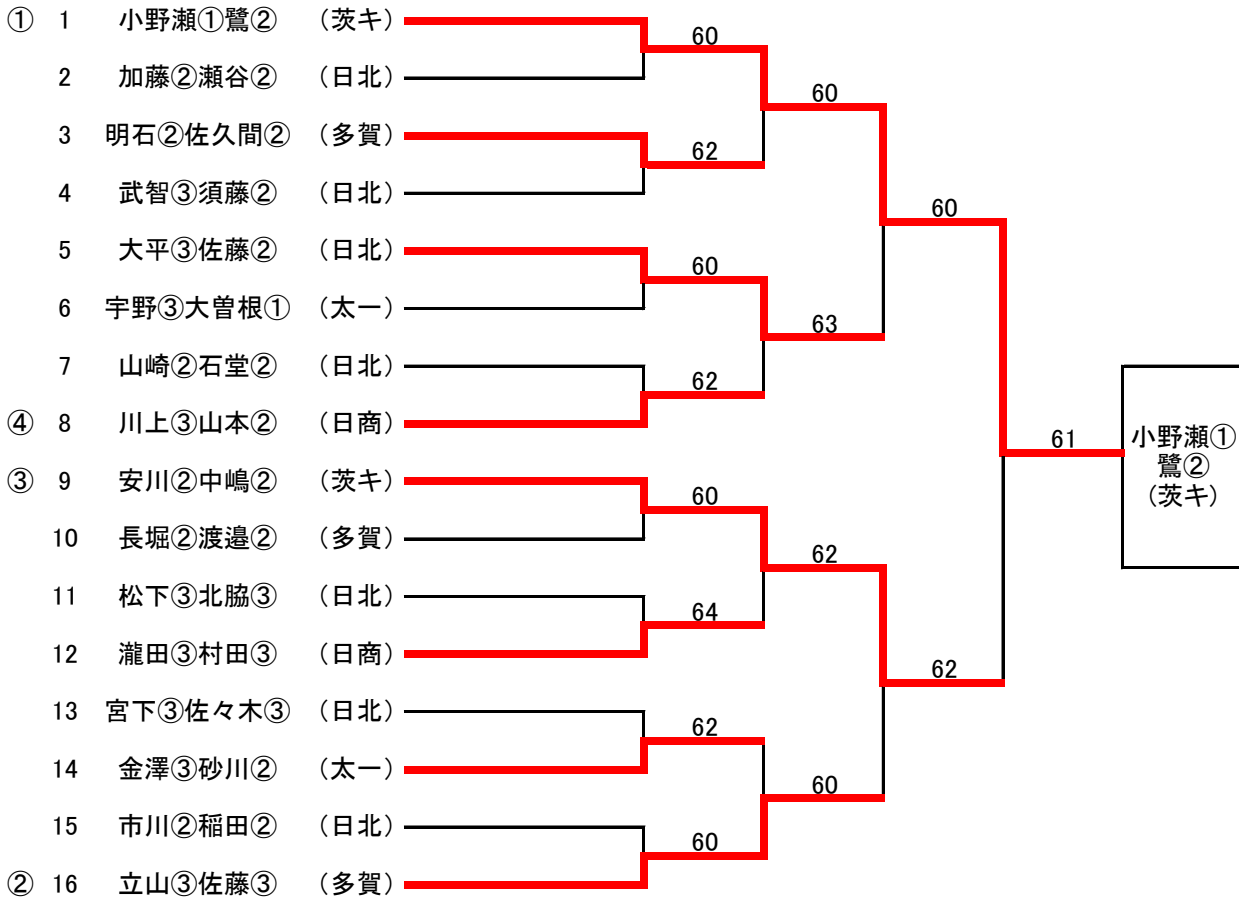 ① 1 小野瀬①鷺② （茨キ）
60
2 加藤②瀬谷② （日北）
60
3 明石②佐久間② （多賀）
62
4 武智③須藤② （日北）
60
5 大平③佐藤② （日北）
60
6 宇野③大曽根① （太一）
63
7 山崎②石堂② （日北）
62
④ 8 川上③山本② （日商）
61
小野瀬①
鷺②
（茨キ）
③ 9 安川②中嶋② （茨キ）
60
10 長堀②渡邉② （多賀）
62
11 松下③北脇③ （日北）
64
12 瀧田③村田③ （日商）
62
13 宮下③佐々木③ （日北）
62
14 金澤③砂川② （太一）
60
15 市川②稲田② （日北）
60
② 16 立山③佐藤③ （多賀）